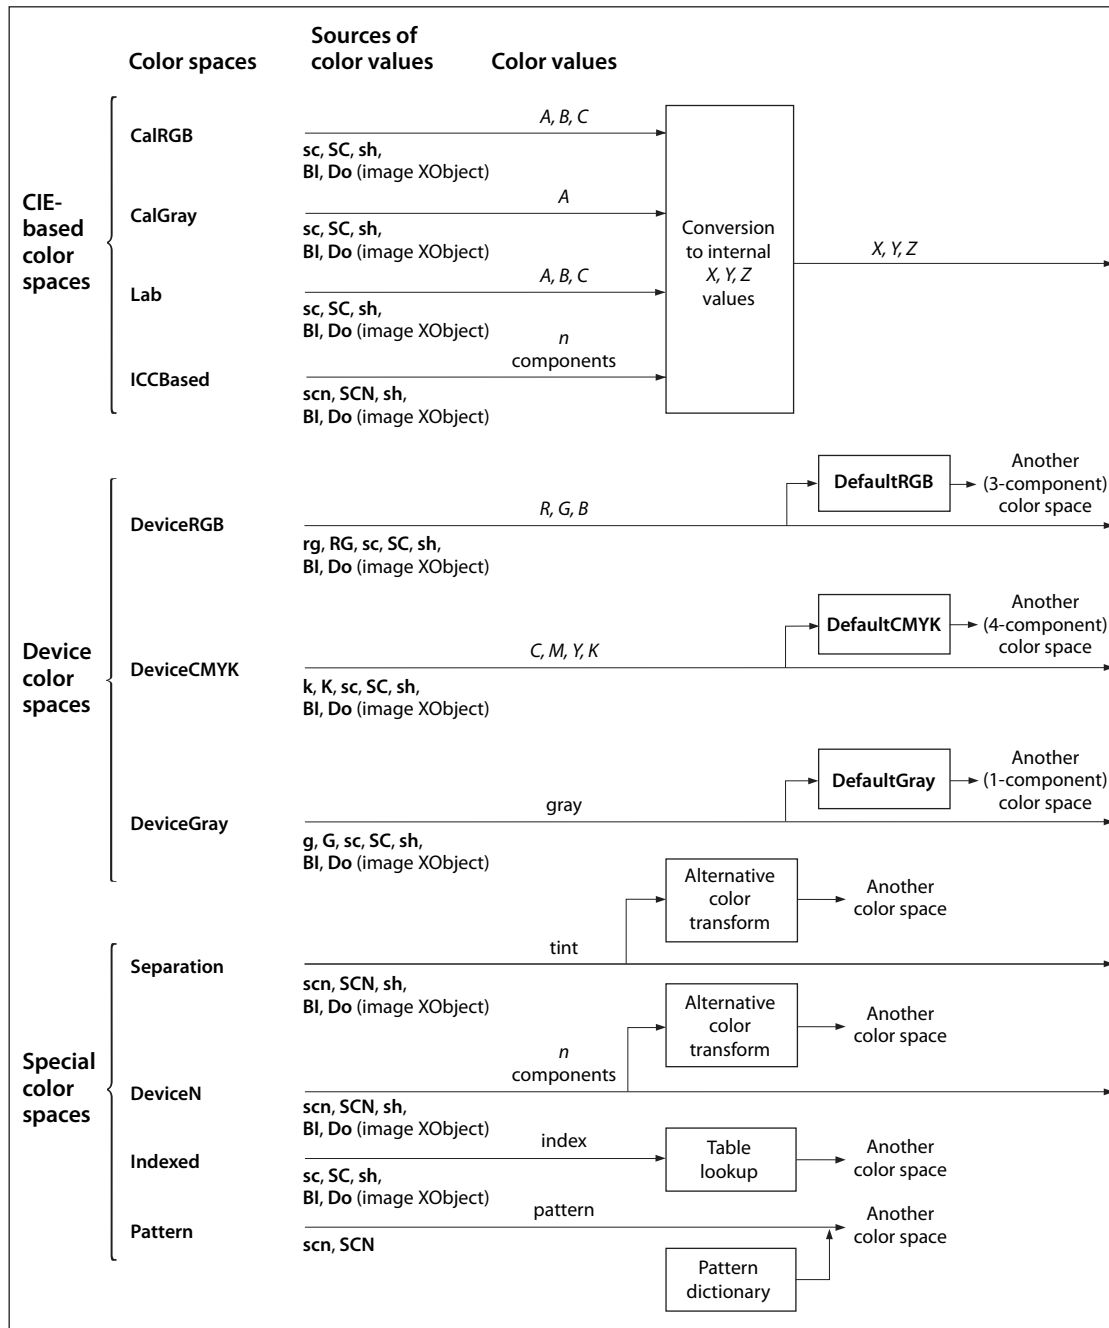 Color spaces
Sources of
color values
Color values
CIE-
based
color
spaces
CalRGB
A, B, C
sc, SC, sh,
BI, Do (image XObject)
CalGray
A
sc, SC, sh,
BI, Do (image XObject)
Lab
A, B, C
sc, SC, sh,
BI, Do (image XObject)
ICCBased
n
components
scn, SCN, sh,
BI, Do (image XObject)
Conversion
to internal
X, Y, Z
values
X, Y, Z
Device
color
spaces
DeviceRGB
R, G, B
rg, RG, sc, SC, sh,
BI, Do (image XObject)
DefaultRGB
Another
(3-component)
color space
DeviceCMYK
C, M, Y, K
k, K, sc, SC, sh,
BI, Do (image XObject)
DefaultCMYK
Another
(4-component)
color space
DeviceGray
gray
g, G, sc, SC, sh,
BI, Do (image XObject)
DefaultGray
Another
(1-component)
color space
Special
color
spaces
Separation
tint
scn, SCN, sh,
BI, Do (image XObject)
Alternative
color
transform
Another
color space
DeviceN
n
components
scn, SCN, sh,
BI, Do (image XObject)
Alternative
color
transform
Another
color space
Indexed
index
sc, SC, sh,
BI, Do (image XObject)
Table
lookup
Another
color space
Pattern
pattern
scn, SCN
Pattern
dictionary
Another
color space